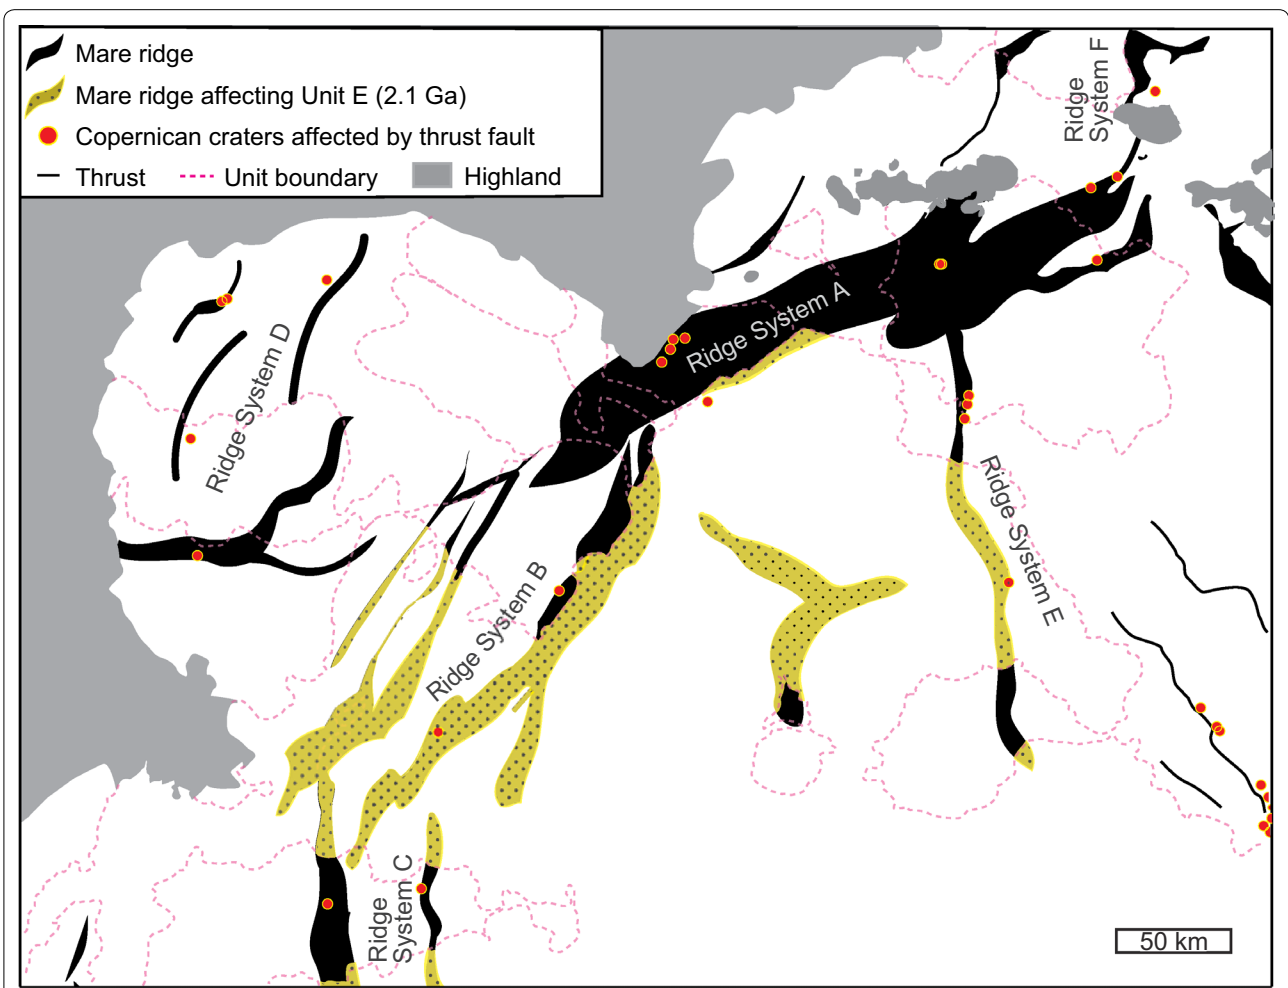 Mare ridge
Mare ridge affecting Unit E (2.1 Ga)
Copernican craters affected by thrust fault
Thrust
Unit boundary
Highland
Ridge
System F
Ridge System A
Ridge System D
Ridge System E
Ridge System B
Ridge
System C
50 km